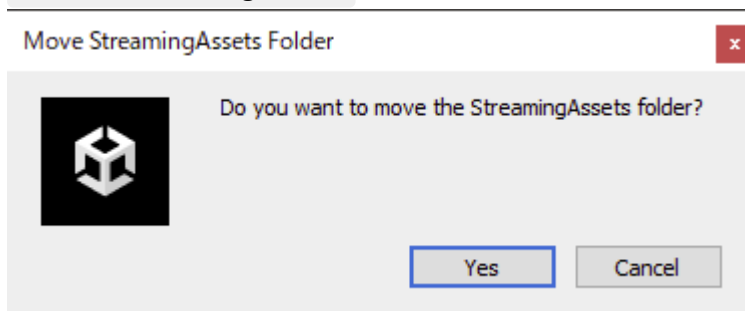 Move StreamingAssets Folder
x
Do you want to move the StreamingAssets folder?
Yes
Cancel